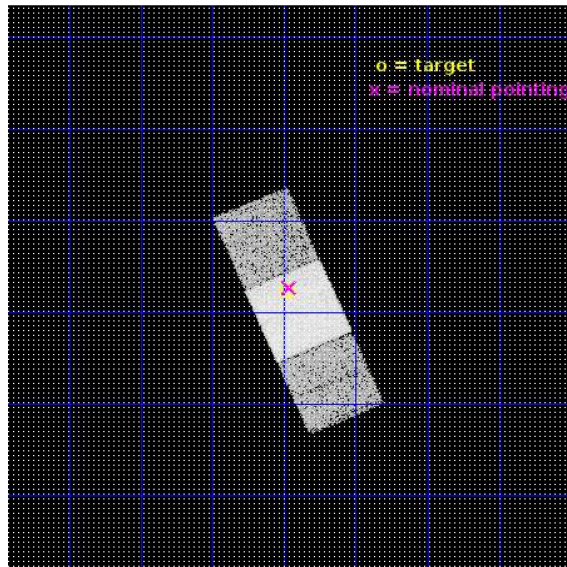 o = target
x = nominal pointing